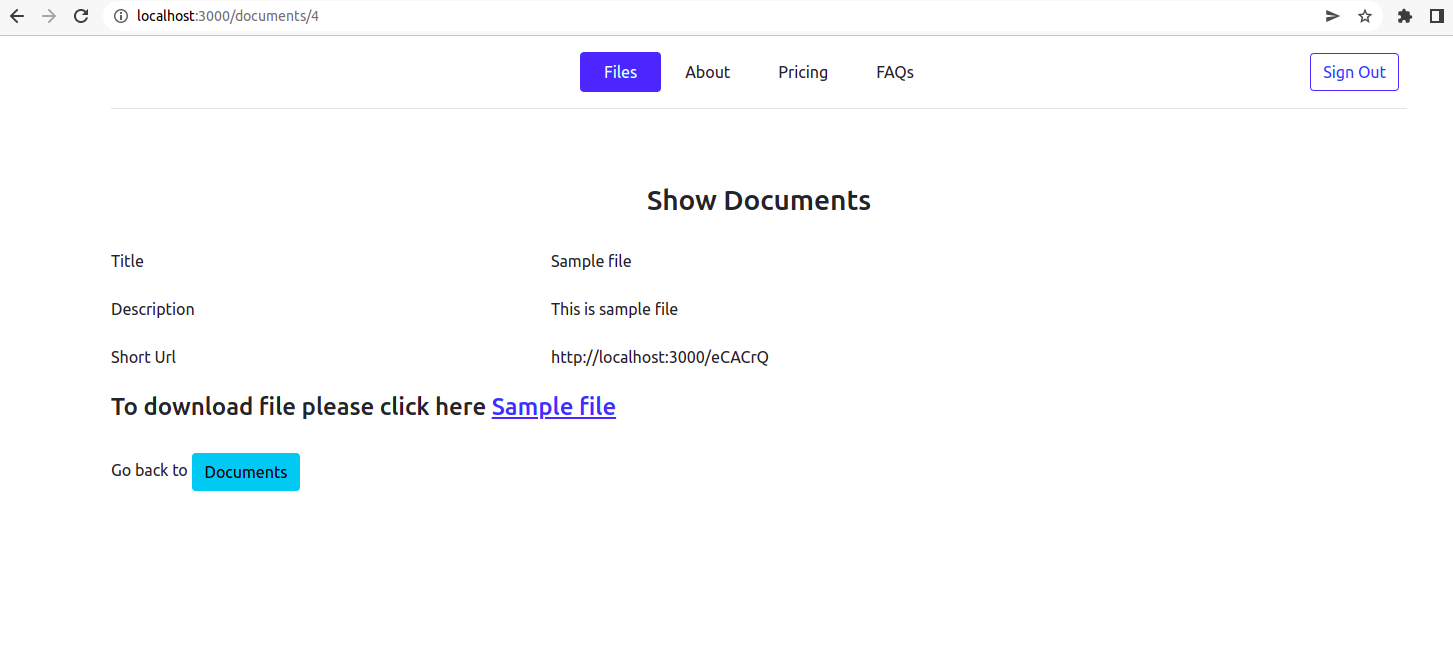 localhost:3000/documents/4
Files About Pricing FAQs Sign Out
Show Documents
Title Sample file
Description This is sample file
Short Url http://localhost:3000/eCACrQ
To download file please click here Sample file
Go back to Documents